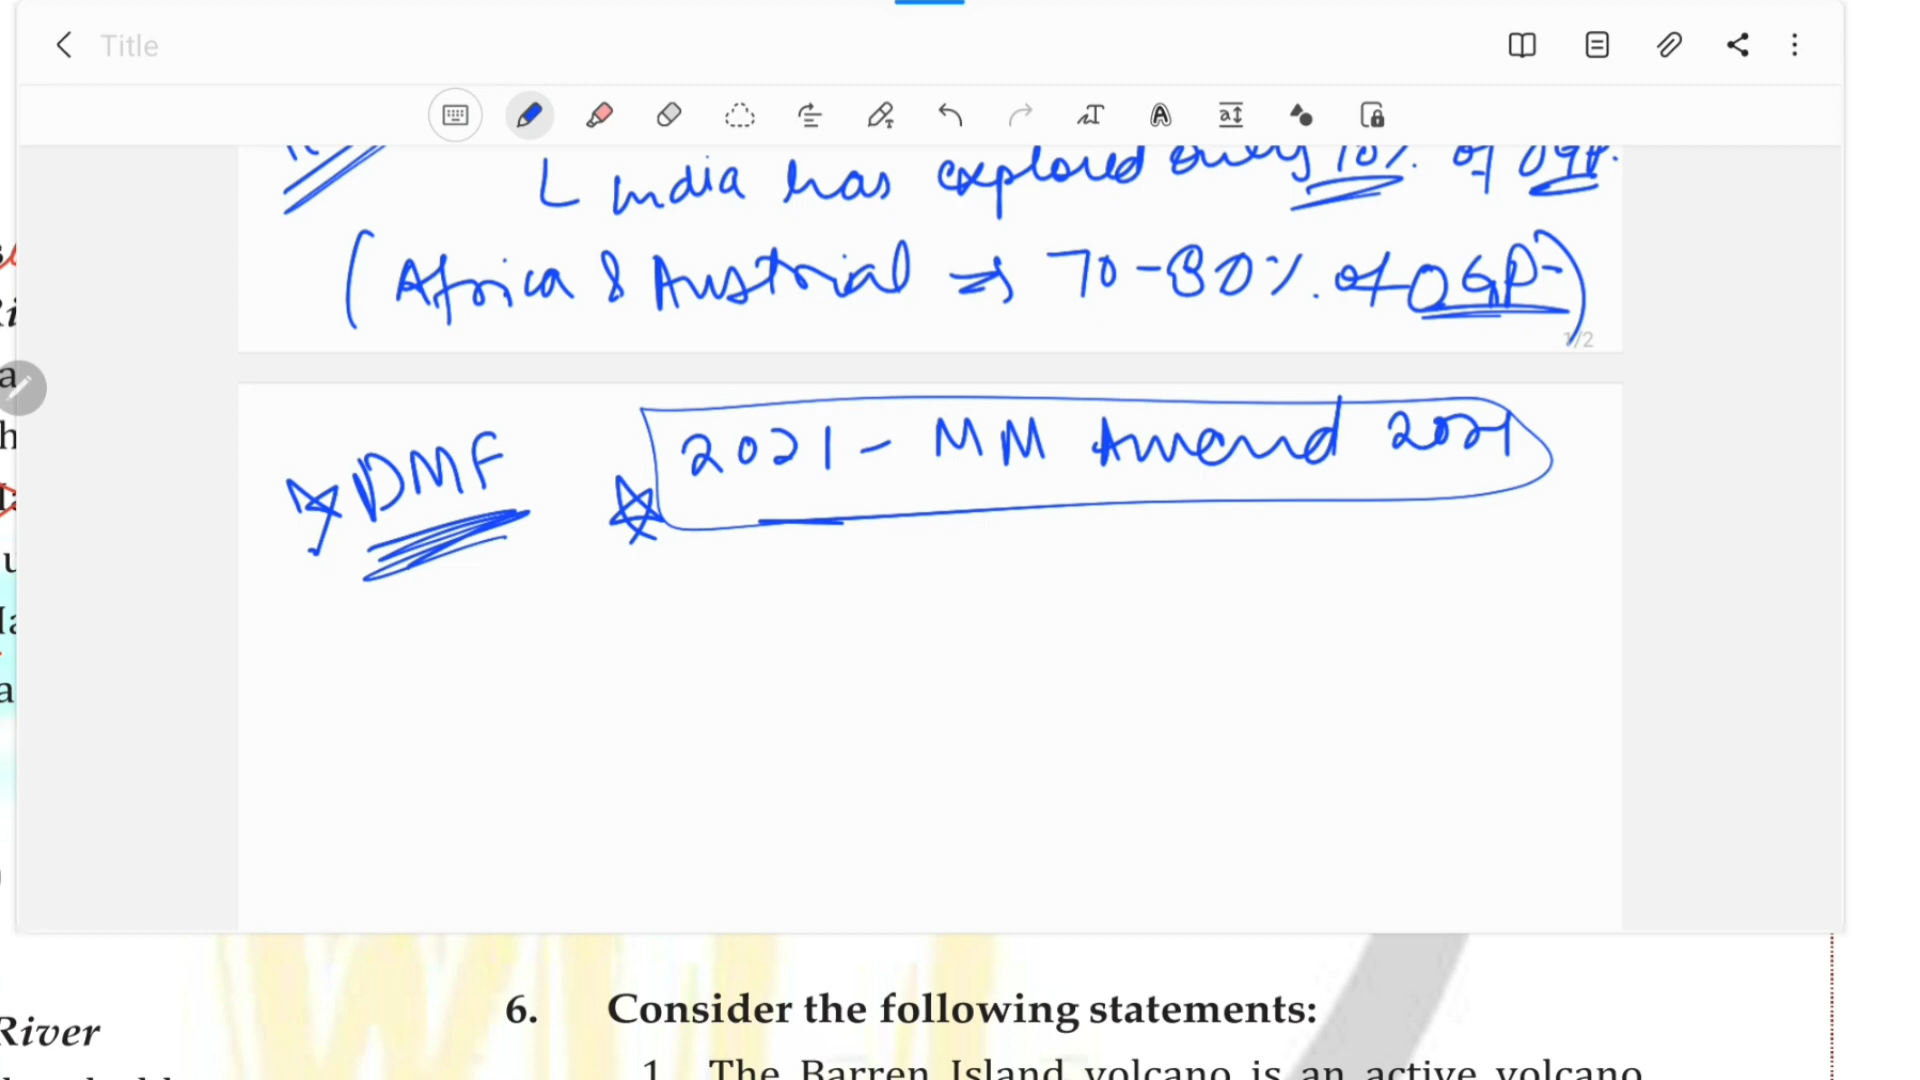 Title
L India has explored only 10%. of OGP.
(Africa & Austrial ⇒ 70-80%. of OGP-)
1/2
DMF
2021 - MM Amend 2021
River
6. Consider the following statements:
1. The Barren Island volcano is an active volcano